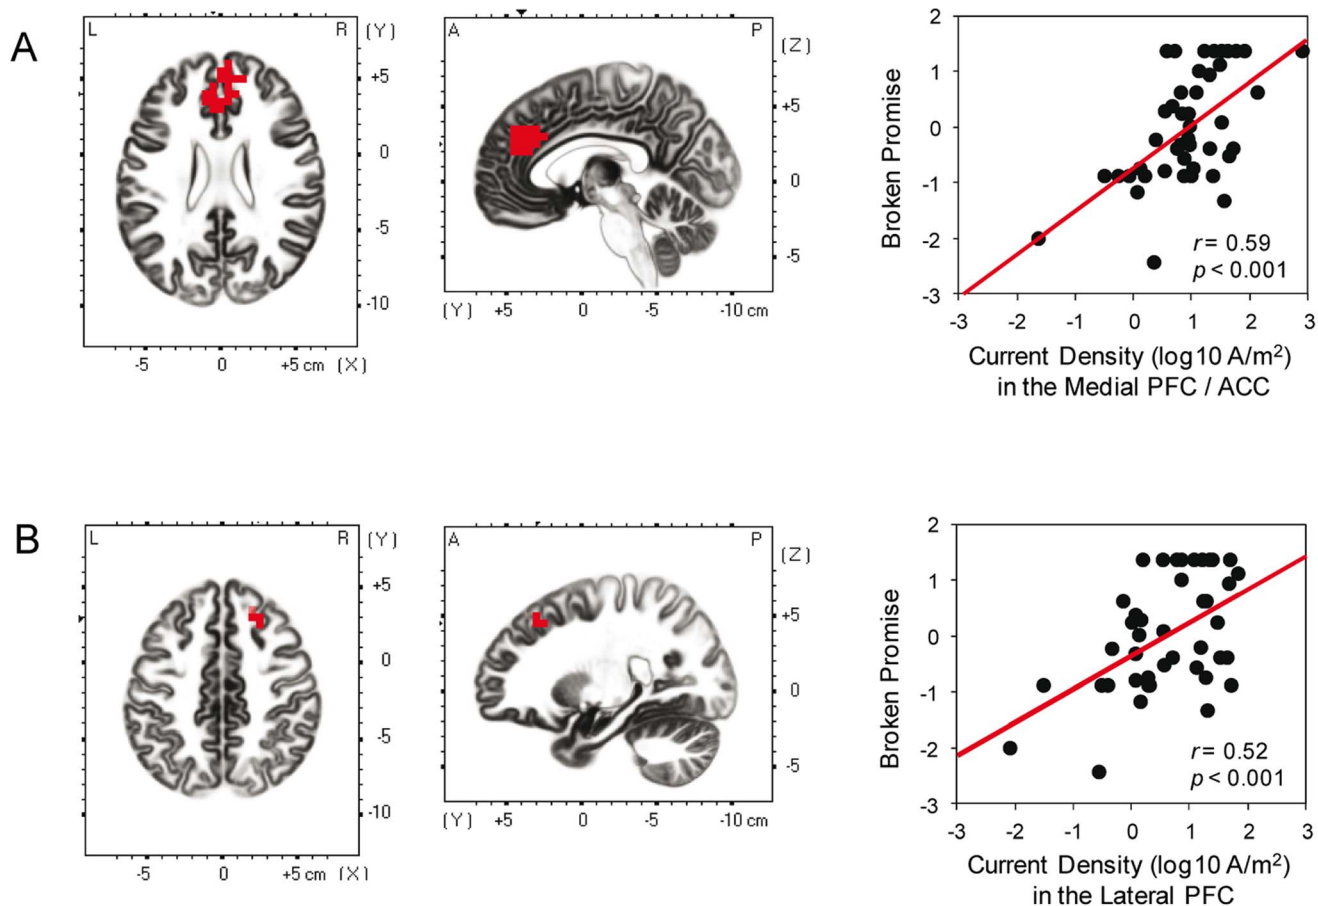 A
L R (Y)
+5
0
-5
-10
-5 0 +5 cm (X)
A P (Z)
+5
0
-5
(Y) +5 0 -5 -10 cm
2
1
0
-1
-2
-3
Broken Promise
r = 0.59
p < 0.001
-3 -2 -1 0 1 2 3
Current Density (log10 A/m²)
in the Medial PFC / ACC
B
L R (Y)
+5
0
-5
-10
-5 0 +5 cm (X)
A P (Z)
+5
0
-5
(Y) +5 0 -5 -10 cm
2
1
0
-1
-2
-3
Broken Promise
r = 0.52
p < 0.001
-3 -2 -1 0 1 2 3
Current Density (log10 A/m²)
in the Lateral PFC